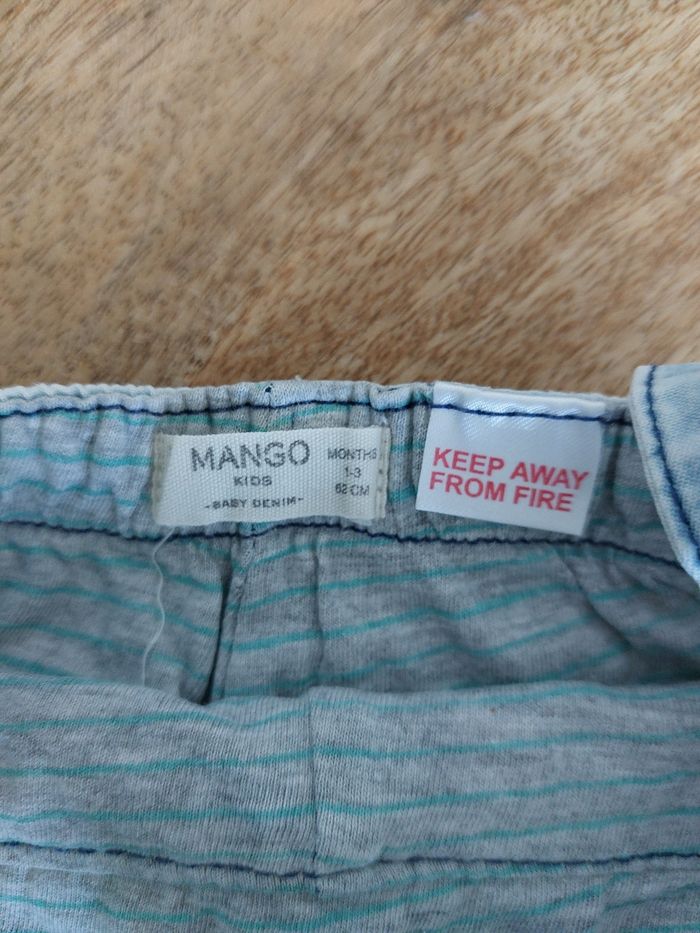 MANGO
KIDS
-BABY DENIM-
MONTHS
1-3
62 CM
KEEP AWAY
FROM FIRE